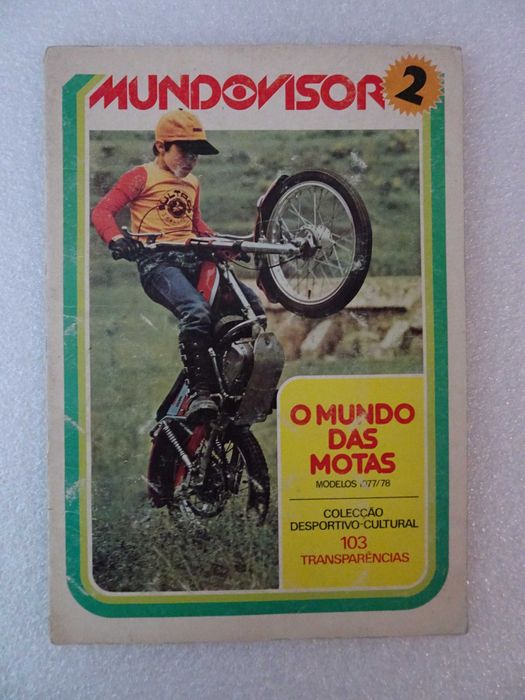 MUNDOVISOR 2
O MUNDO
DAS
MOTAS
MODELOS 1977/78
COLECÇÃO
DESPORTIVO-CULTURAL
103
TRANSPARÊNCIAS